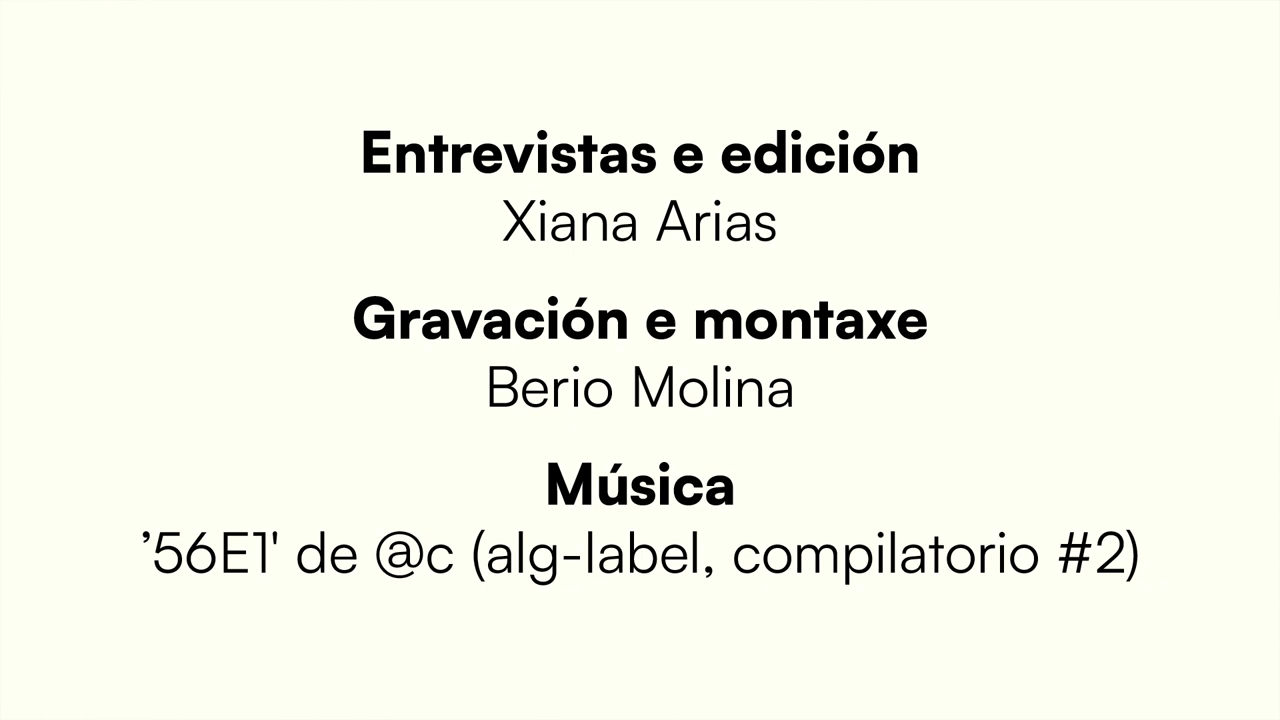 Entrevistas e edición
Xiana Arias
Gravación e montaxe
Berio Molina
Música
’56E1' de @c (alg-label, compilatorio #2)